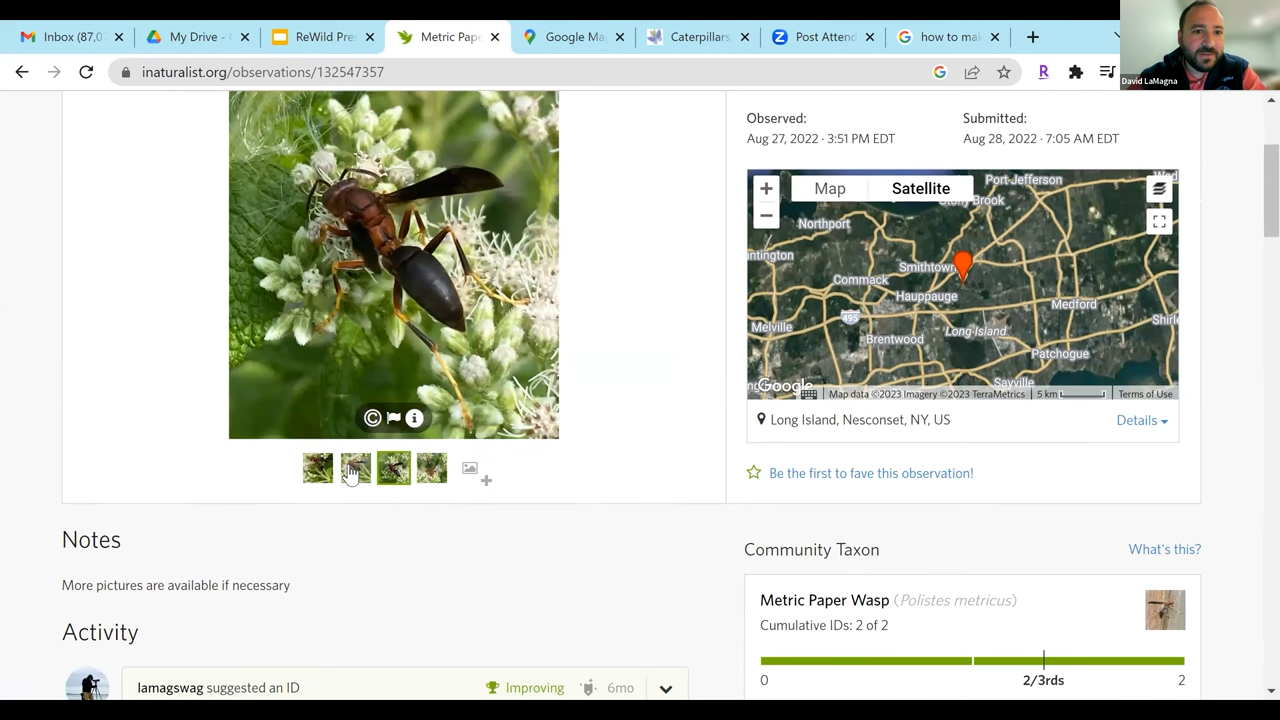 Inbox (87,0
My Drive -
ReWild Pres
Metric Pape
Google Ma
Caterpillars,
Post Attend
how to mak
inaturalist.org/observations/132547357
David LaMagna
Observed:
Aug 27, 2022 · 3:51 PM EDT
Submitted:
Aug 28, 2022 · 7:05 AM EDT
Map
Satellite
Port Jefferson
Stony Brook
Northport
intington
Smithtown
Commack
Hauppauge
495
Medford
Melville
Long Island
Shirle
Brentwood
Patchogue
Sayville
Google
Map data ©2023 Imagery ©2023 TerraMetrics
5 km
Terms of Use
Long Island, Nesconset, NY, US
Details
Be the first to fave this observation!
Notes
More pictures are available if necessary
Activity
lamagswag suggested an ID
Improving
6mo
Community Taxon
What's this?
Metric Paper Wasp (Polistes metricus)
Cumulative IDs: 2 of 2
0
2/3rds
2